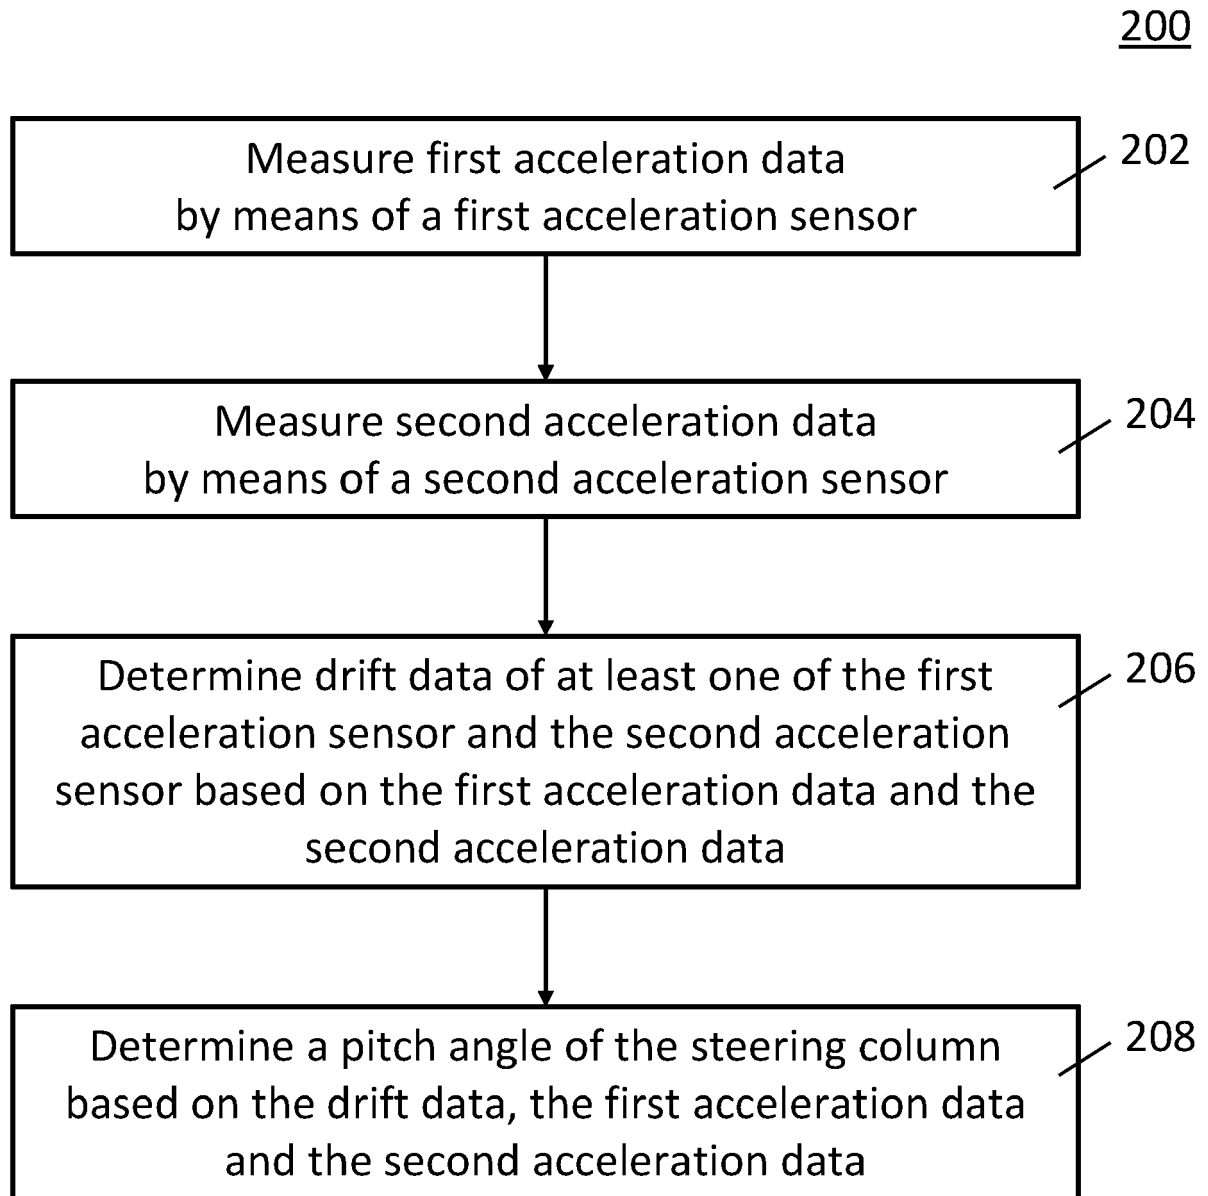 200
Measure first acceleration data
by means of a first acceleration sensor
202
Measure second acceleration data
by means of a second acceleration sensor
204
Determine drift data of at least one of the first
acceleration sensor and the second acceleration
sensor based on the first acceleration data and the
second acceleration data
206
Determine a pitch angle of the steering column
based on the drift data, the first acceleration data
and the second acceleration data
208